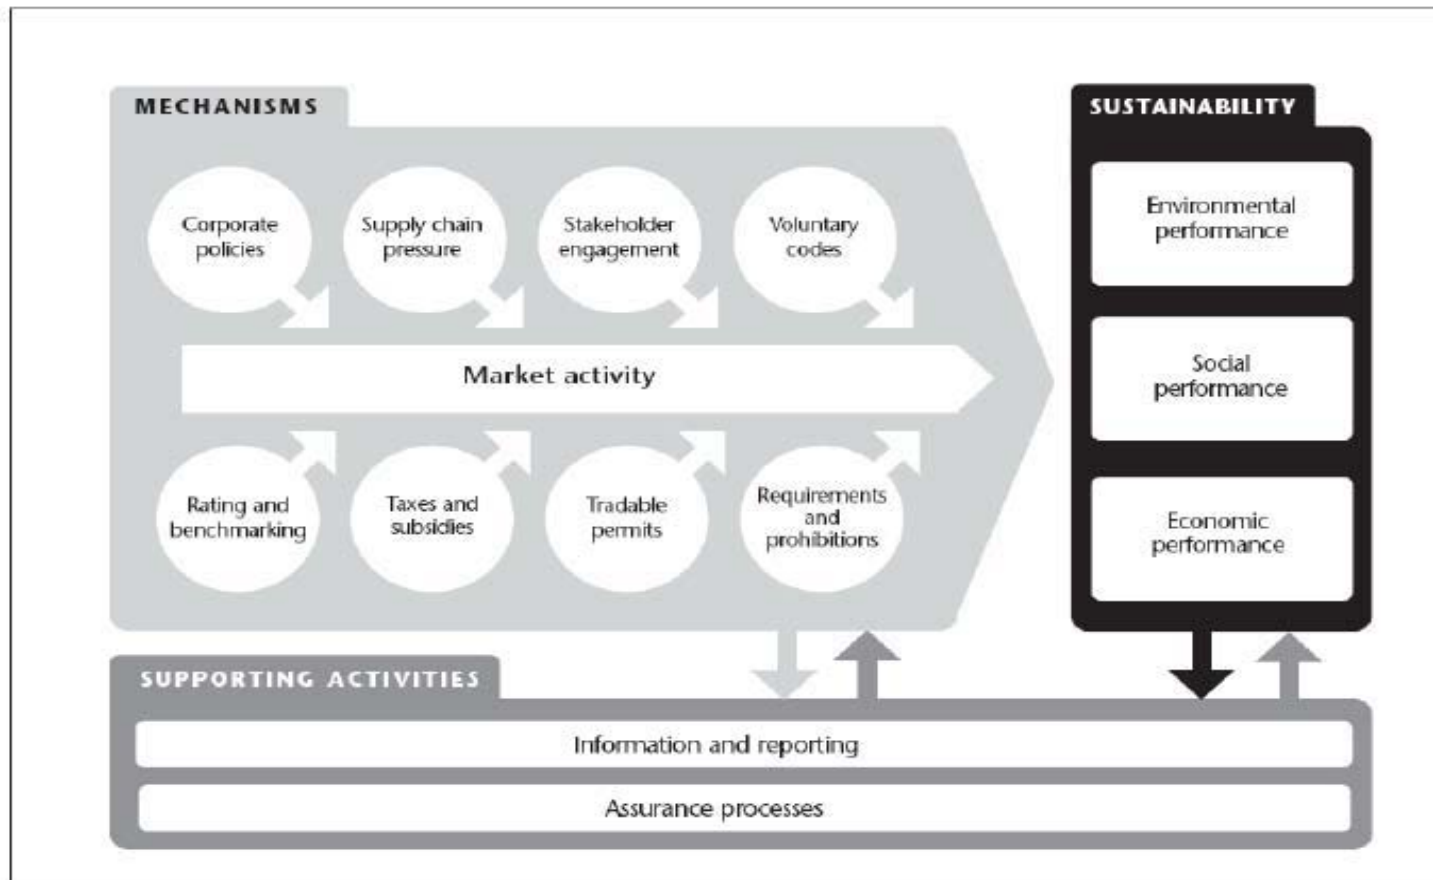 MECHANISMS
SUSTAINABILITY
Corporate
policies
Supply chain
pressure
Stakeholder
engagement
Voluntary
codes
Market activity
Rating and
benchmarking
Taxes and
subsidies
Tradable
permits
Requirements
and
prohibitions
Environmental
performance
Social
performance
Economic
performance
SUPPORTING ACTIVITIES
Information and reporting
Assurance processes